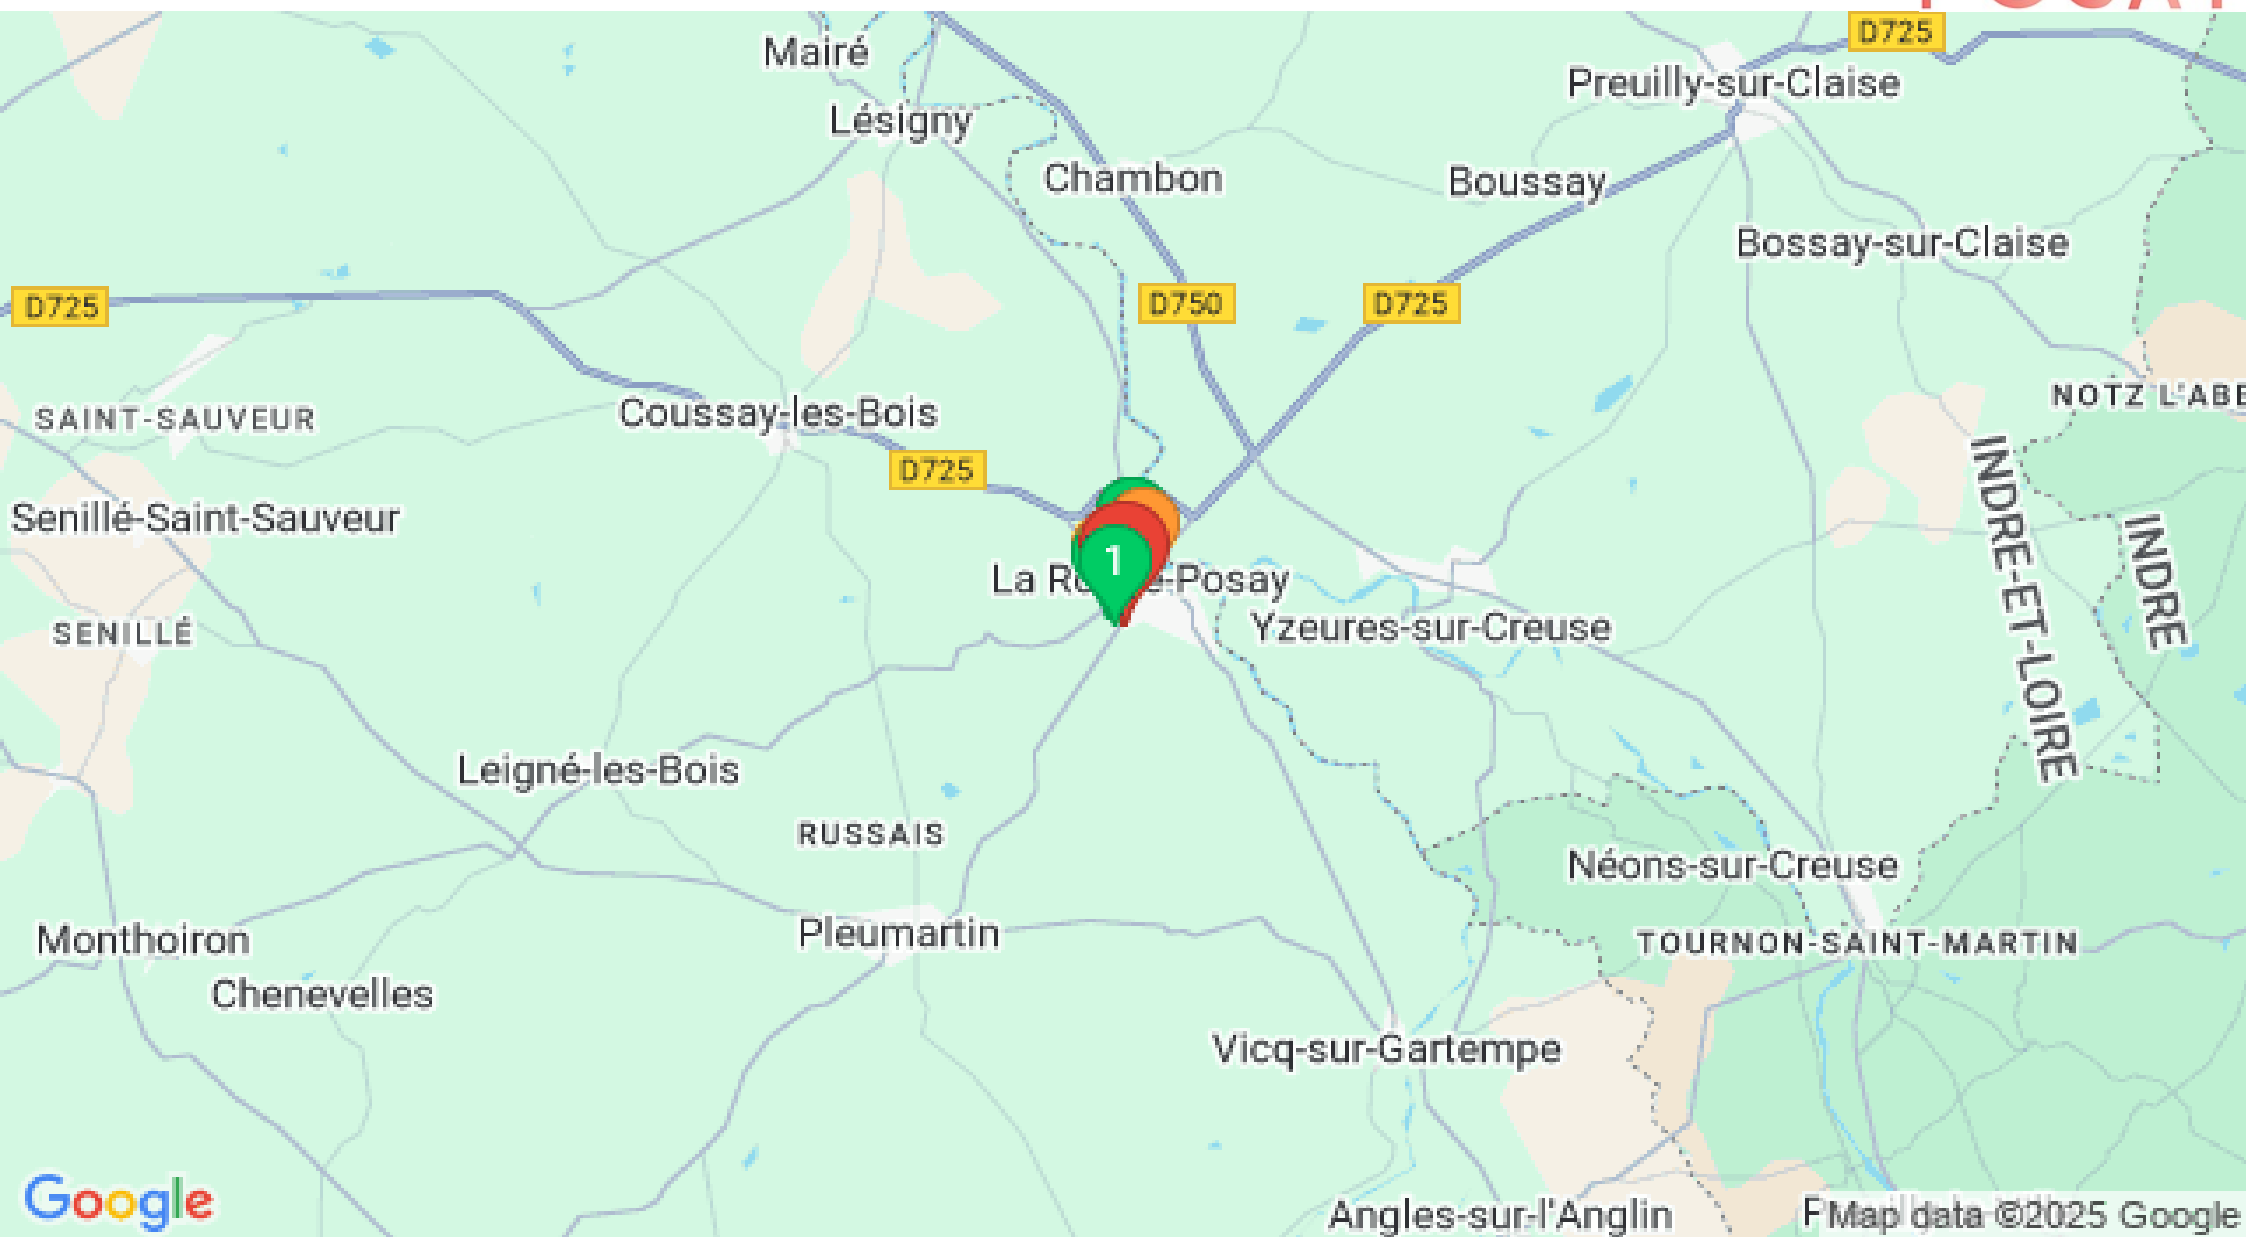 D725
Mairé
Preuilly-sur-Claise
Lésigny
Chambon
Boussay
Bossay-sur-Claise
D725
D750
D725
SAINT-SAUVEUR
Coussay-les-Bois
NOTZ L'ABB
D725
Senillé-Saint-Sauveur
INDRE-ET-LOIRE
INDRE
1
La Roche-Posay
SENILLÉ
Yzeures-sur-Creuse
Leigné-les-Bois
RUSSAIS
Néons-sur-Creuse
Monthoiron
Pleumartin
TOURNON-SAINT-MARTIN
Chenevelles
Vicq-sur-Gartempe
Google
Angles-sur-l'Anglin
Map data ©2025 Google